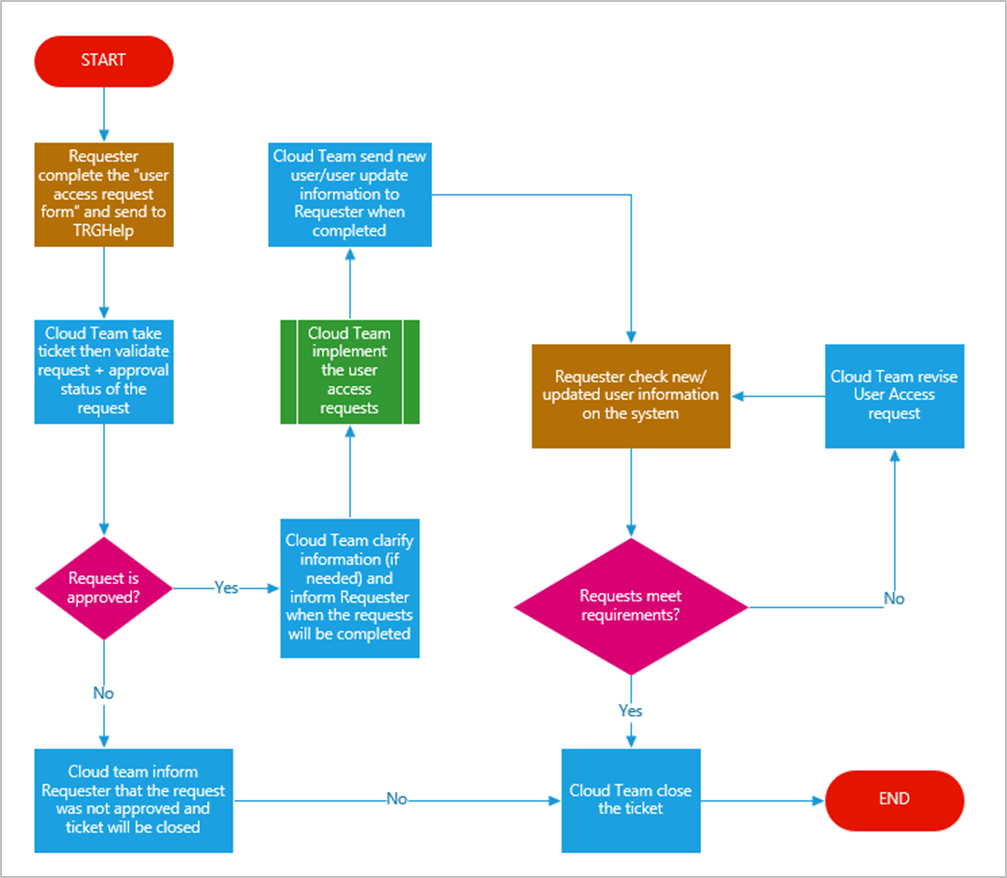 START
Requester
complete the "user
access request
form" and send to
TRGHelp
Cloud Team take
ticket then validate
request + approval
status of the
request
Request is
approved?
Yes
No
Cloud team inform
Requester that the request
was not approved and
ticket will be closed
No
Cloud Team clarify
information (if
needed) and
inform Requester
when the requests
will be completed
Cloud Team
implement
the user
access
requests
Cloud Team send new
user/user update
information to
Requester when
completed
Requester check new/
updated user information
on the system
Requests meet
requirements?
No
Cloud Team revise
User Access
request
Yes
Cloud Team close
the ticket
END